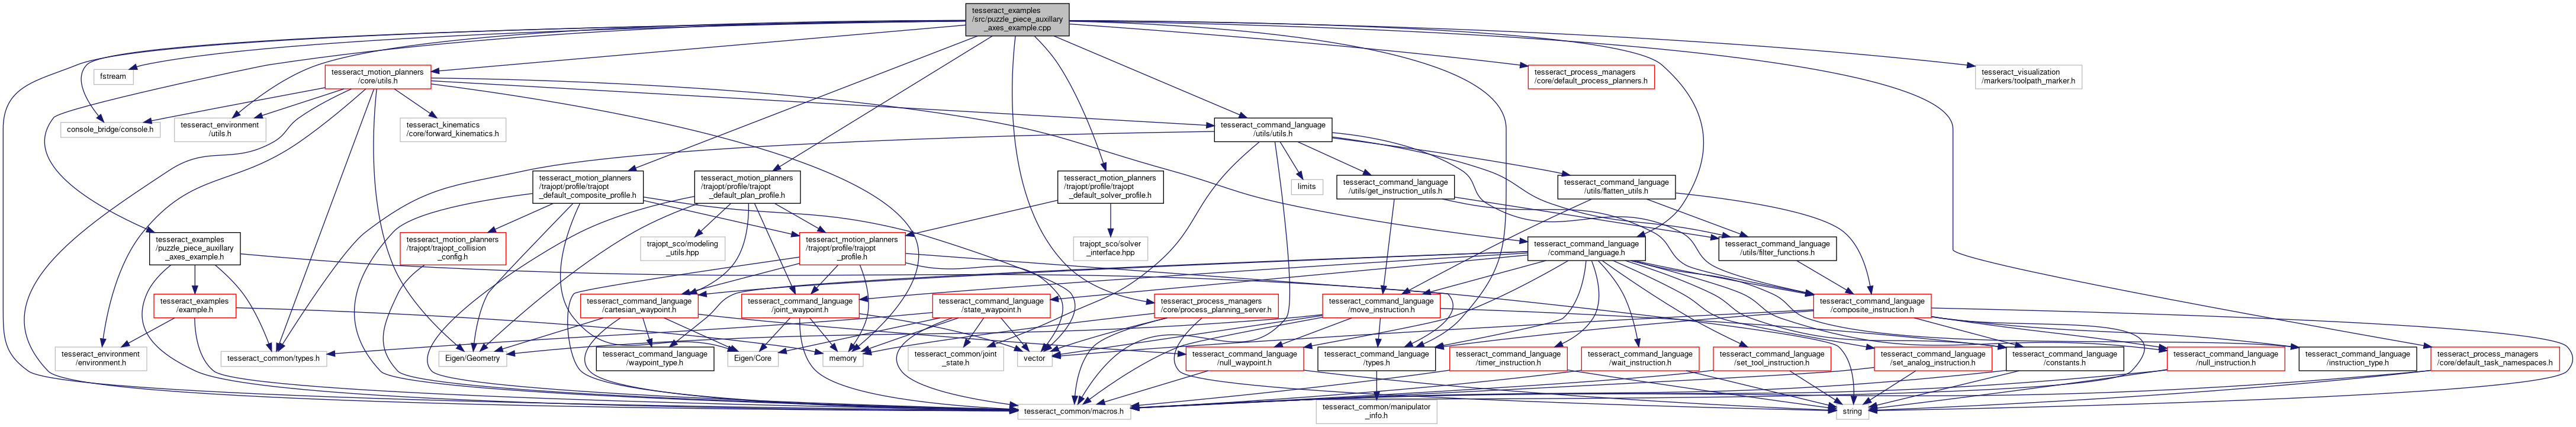 tesseract_examples
/src/puzzle_piece_auxillary
_axes_example.cpp
fstream
tesseract_motion_planners
/core/utils.h
tesseract_process_managers
/core/default_process_planners.h
tesseract_visualization
/markers/toolpath_marker.h
console_bridge/console.h
tesseract_environment
/utils.h
tesseract_kinematics
/core/forward_kinematics.h
tesseract_command_language
/utils/utils.h
tesseract_motion_planners
/trajopt/profile/trajopt
_default_composite_profile.h
tesseract_motion_planners
/trajopt/profile/trajopt
_default_plan_profile.h
tesseract_motion_planners
/trajopt/profile/trajopt
_default_solver_profile.h
limits
tesseract_command_language
/utils/get_instruction_utils.h
tesseract_command_language
/utils/flatten_utils.h
tesseract_examples
/puzzle_piece_auxillary
_axes_example.h
tesseract_motion_planners
/trajopt/trajopt_collision
_config.h
trajopt_sco/modeling
_utils.hpp
tesseract_motion_planners
/trajopt/profile/trajopt
_profile.h
trajopt_sco/solver
_interface.hpp
tesseract_command_language
/command_language.h
tesseract_command_language
/utils/filter_functions.h
tesseract_examples
/example.h
tesseract_command_language
/cartesian_waypoint.h
tesseract_command_language
/joint_waypoint.h
tesseract_command_language
/state_waypoint.h
tesseract_process_managers
/core/process_planning_server.h
tesseract_command_language
/move_instruction.h
tesseract_command_language
/composite_instruction.h
tesseract_environment
/environment.h
tesseract_common/types.h
Eigen/Geometry
tesseract_command_language
/waypoint_type.h
Eigen/Core
memory
tesseract_common/joint
_state.h
vector
tesseract_command_language
/null_waypoint.h
tesseract_command_language
/types.h
tesseract_command_language
/timer_instruction.h
tesseract_command_language
/wait_instruction.h
tesseract_command_language
/set_tool_instruction.h
tesseract_command_language
/set_analog_instruction.h
tesseract_command_language
/constants.h
tesseract_command_language
/null_instruction.h
tesseract_command_language
/instruction_type.h
tesseract_process_managers
/core/default_task_namespaces.h
tesseract_common/macros.h
tesseract_common/manipulator
_info.h
string